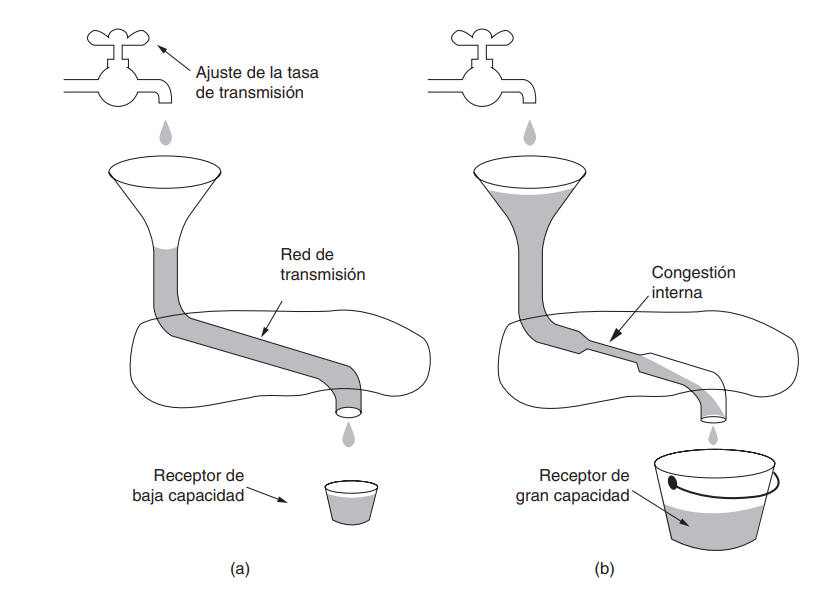 Ajuste de la tasa
de transmisión
Red de
transmisión
Receptor de
baja capacidad
(a)
Congestión
interna
Receptor de
gran capacidad
(b)